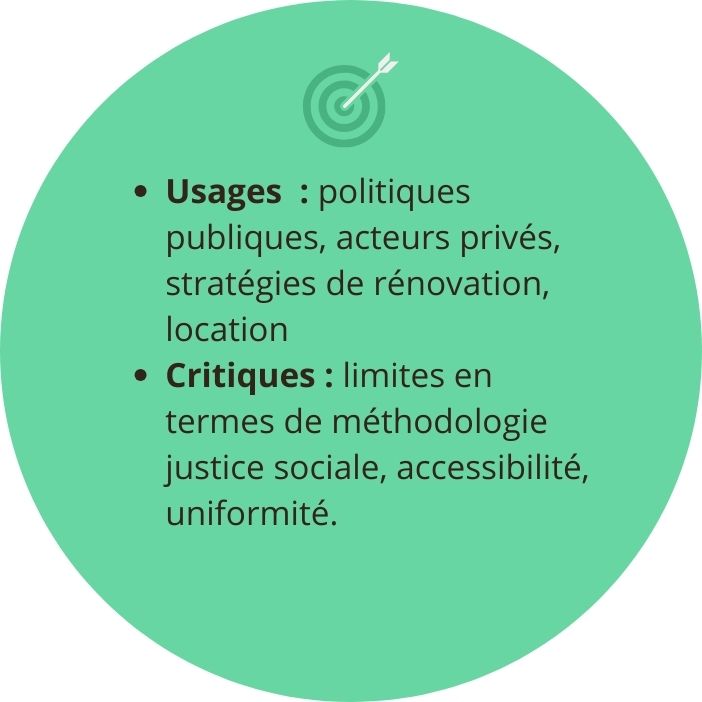 • Usages  : politiques
publiques, acteurs privés,
stratégies de rénovation,
location
• Critiques : limites en
termes de méthodologie
justice sociale, accessibilité,
uniformité.